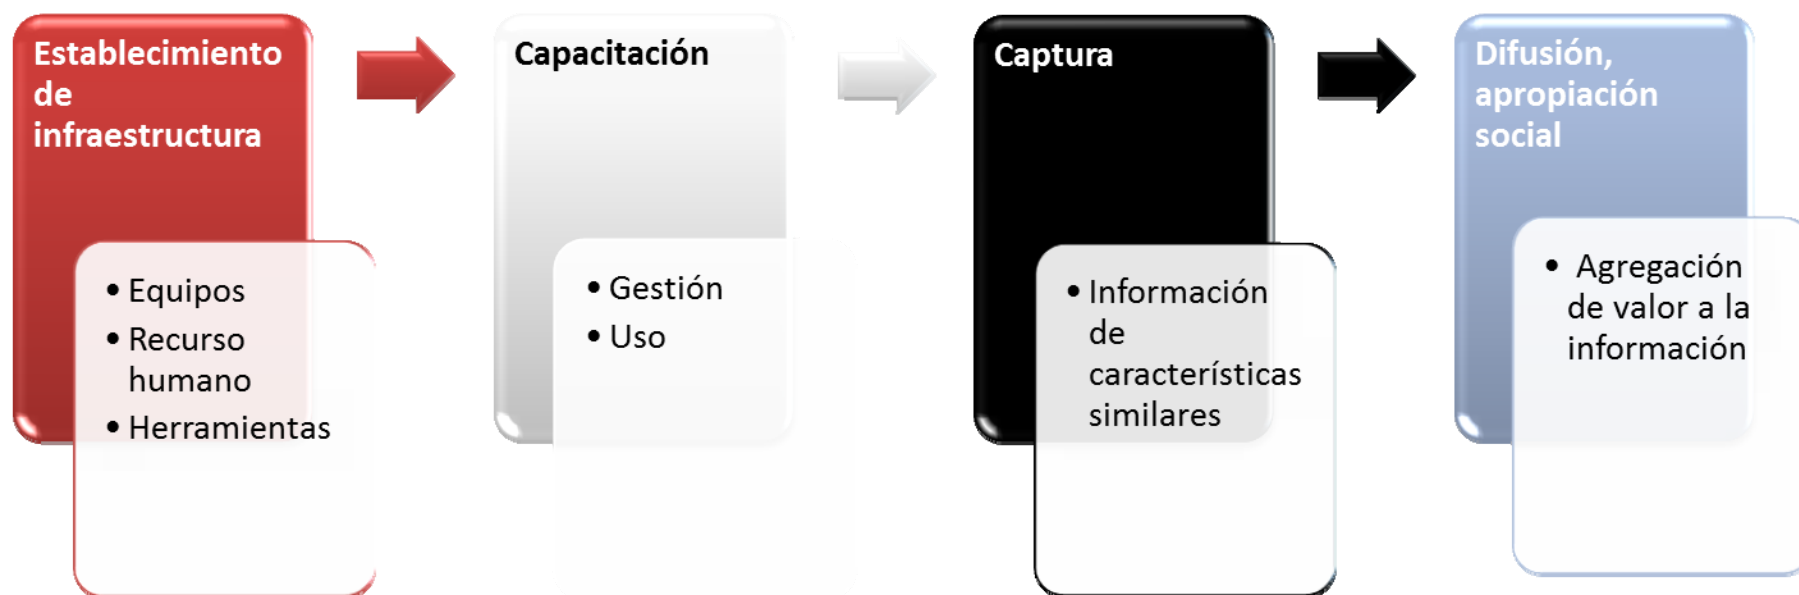 Establecimiento
de
infraestructura
• Equipos
• Recurso
humano
• Herramientas
Capacitación
• Gestión
• Uso
Captura
• Información
de
características
similares
Difusión,
apropiación
social
• Agregación
de valor a la
información